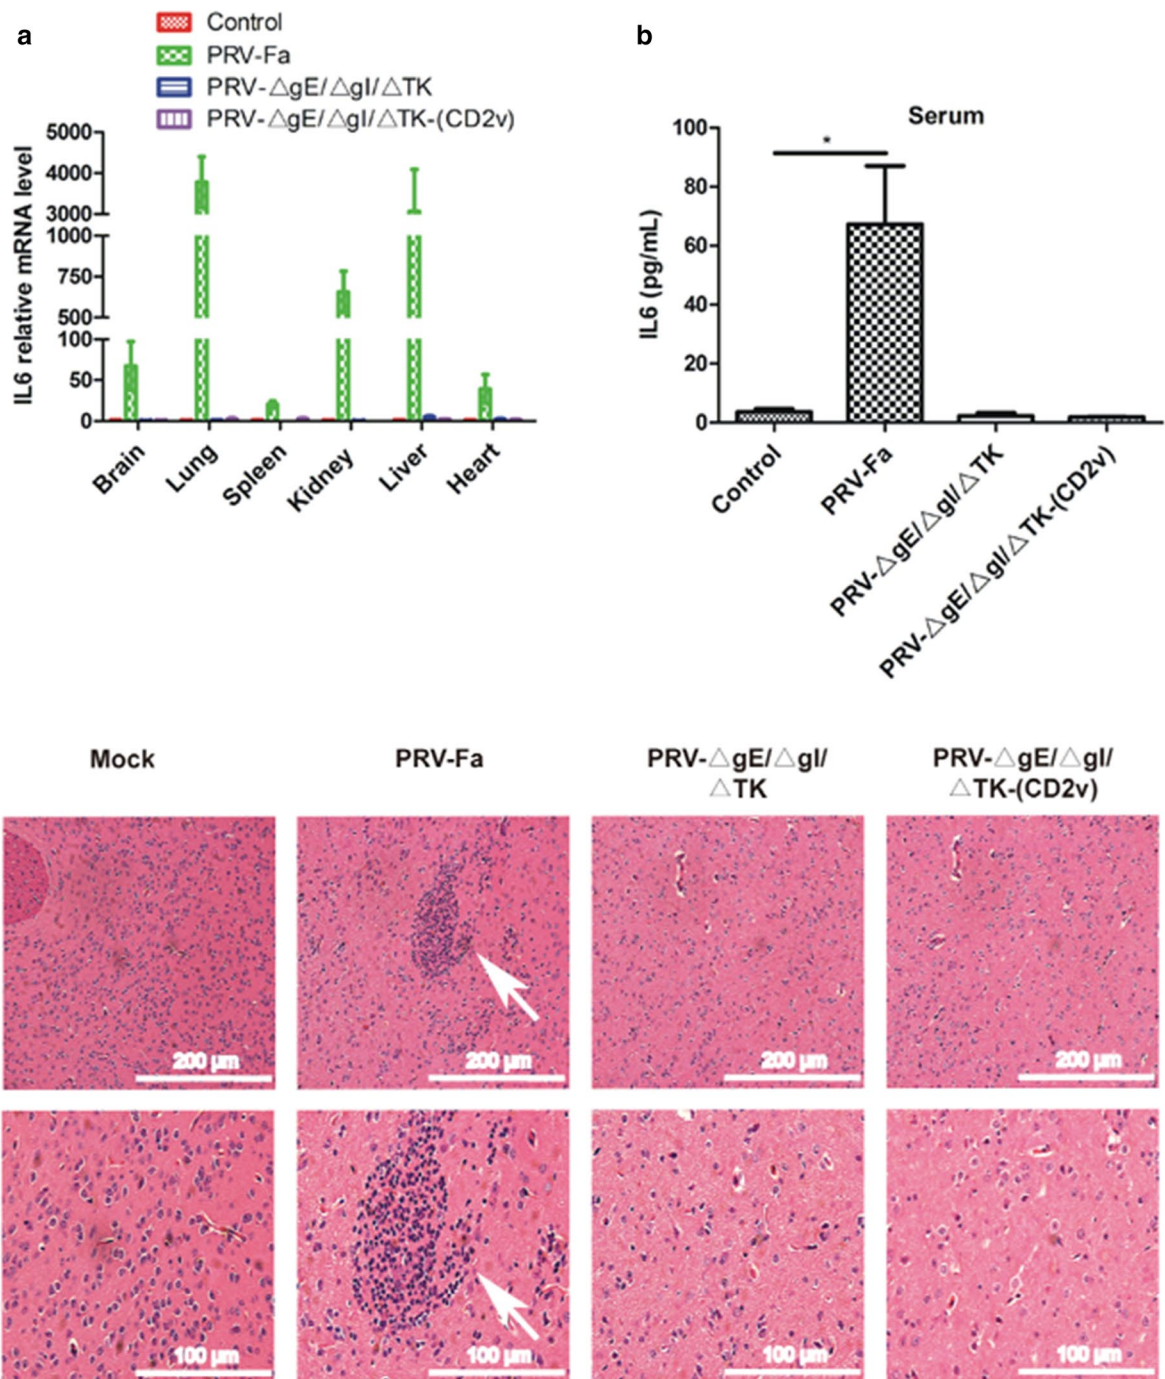 a
Control
PRV-Fa
PRV-△gE/△gI/△TK
PRV-△gE/△gI/△TK-(CD2v)
IL6 relative mRNA level
5000
4000
3000
1000
750
500
100
50
0
Brain
Lung
Spleen
Kidney
Liver
Heart
b
Serum
*
IL6 (pg/mL)
100
80
60
40
20
0
Control
PRV-Fa
PRV-△gE/△gI/△TK
PRV-△gE/△gI/△TK-(CD2v)
Mock
PRV-Fa
PRV-△gE/△gI/
△TK
PRV-△gE/△gI/
△TK-(CD2v)
200 µm
200 µm
200 µm
200 µm
100 µm
100 µm
100 µm
100 µm